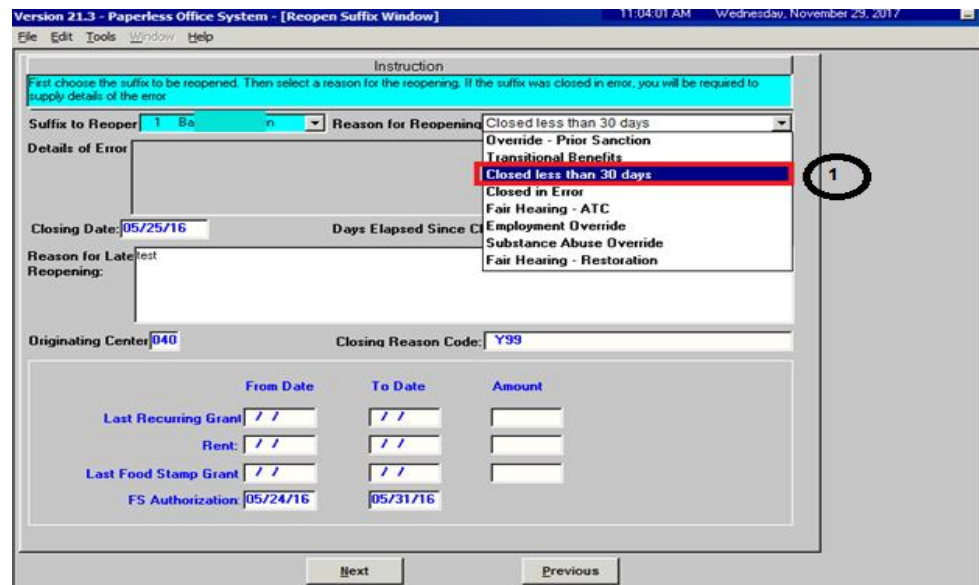 Version 21.3 - Paperless Office System - [Reopen Suffix Window] 11:04:01 AM Wednesday, November 29, 2017
File Edit Tools Window Help
Instruction
First choose the suffix to be reopened. Then select a reason for the reopening. If the suffix was closed in error, you will be required to
supply details of the error
Suffix to Reoper 1 Ba n Reason for Reopening Closed less than 30 days
Override - Prior Sanction
Details of Error
Transitional Benefits
Closed less than 30 days
1
Closed in Error
Fair Hearing - ATC
Closing Date: 05/25/16 Days Elapsed Since Cl Employment Override
Substance Abuse Override
Reason for Late test
Fair Hearing - Restoration
Reopening:
Originating Center 040 Closing Reason Code: Y99
From Date To Date Amount
Last Recurring Grant / / / /
Rent: / / / /
Last Food Stamp Grant / / / /
FS Authorization: 05/24/16 05/31/16
Next Previous